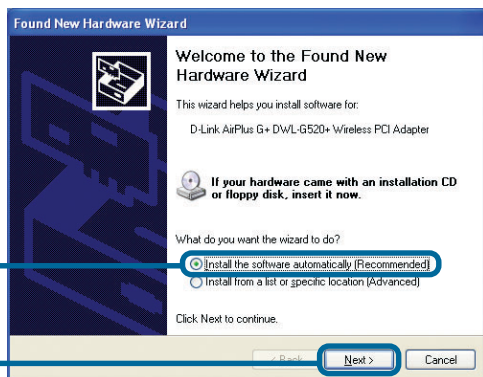 Found New Hardware Wizard
Welcome to the Found New
Hardware Wizard
This wizard helps you install software for:
D-Link AirPlus G+ DWL-G520+ Wireless PCI Adapter
If your hardware came with an installation CD
or floppy disk, insert it now.
What do you want the wizard to do?
Install the software automatically (Recommended)
Install from a list or specific location (Advanced)
Click Next to continue.
< Back Next > Cancel